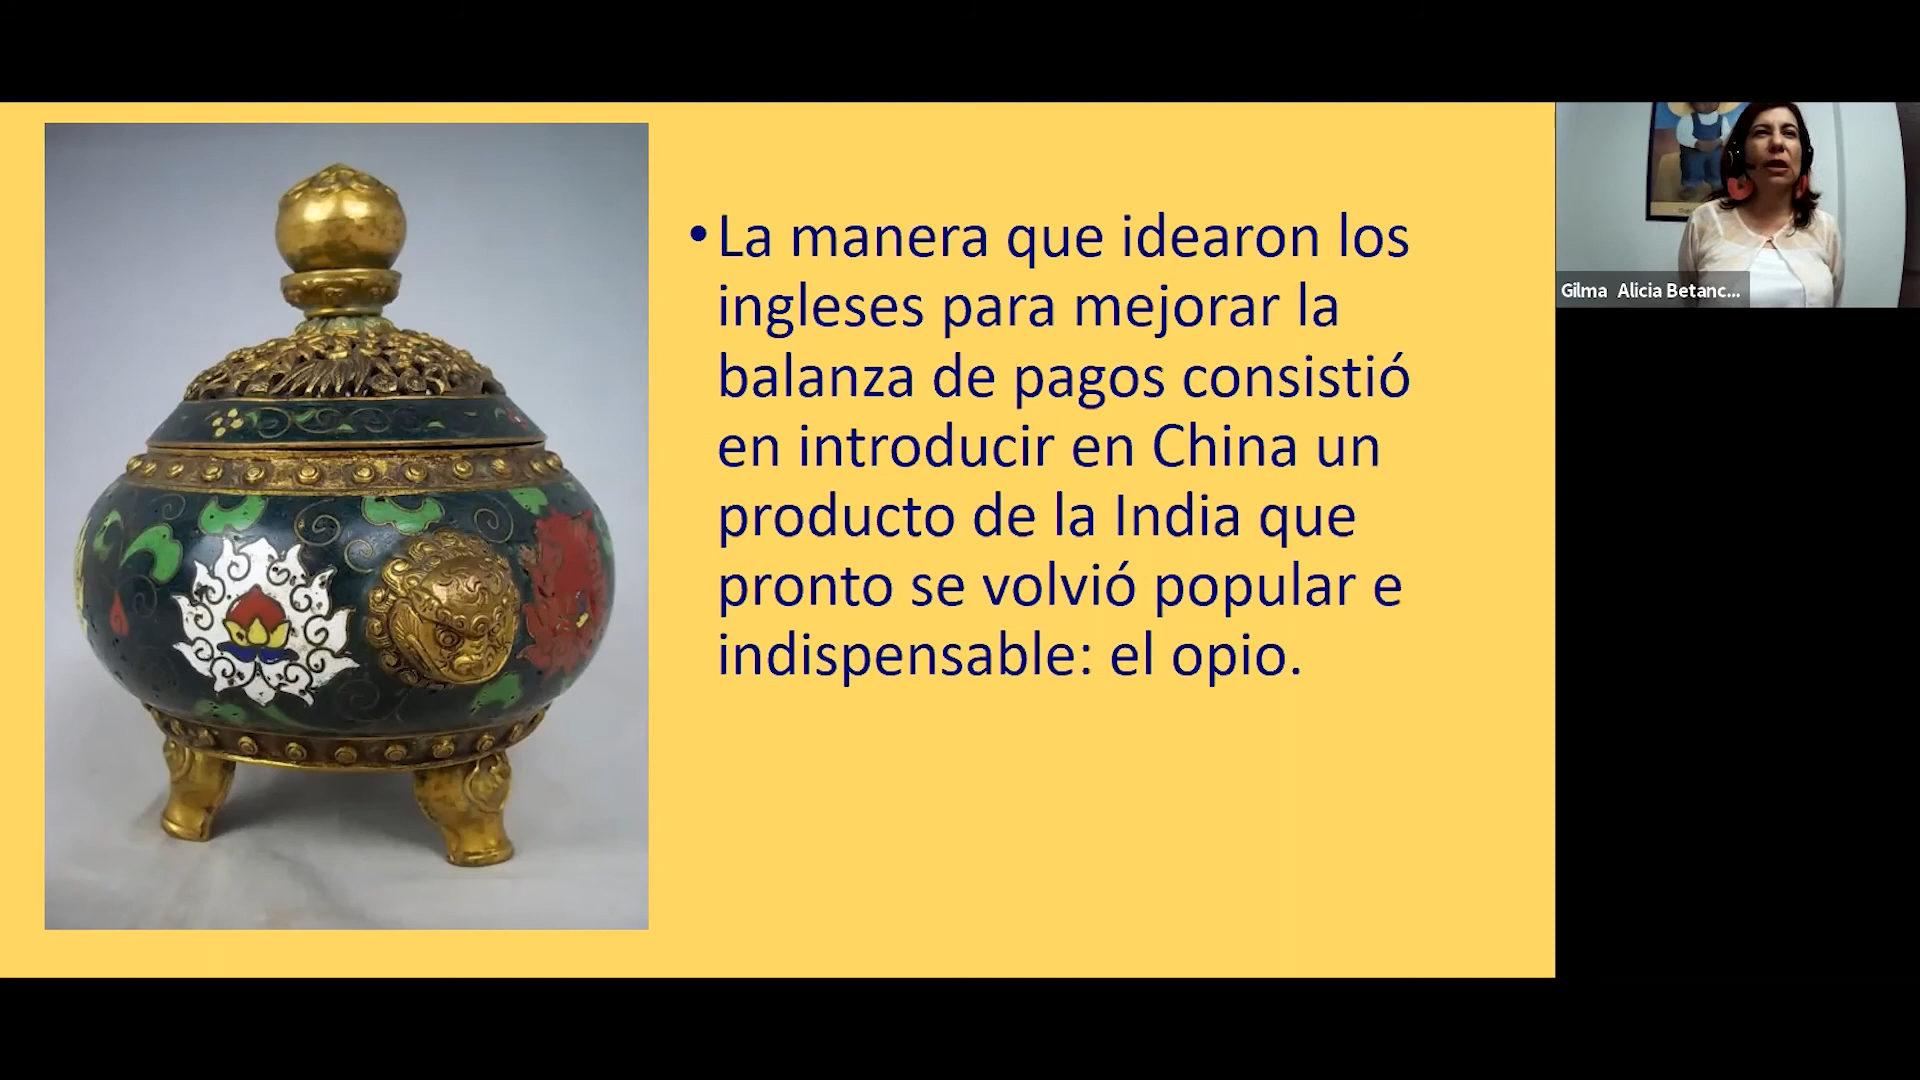 • La manera que idearon los
ingleses para mejorar la
balanza de pagos consistió
en introducir en China un
producto de la India que
pronto se volvió popular e
indispensable: el opio.
Gilma Alicia Betanc...